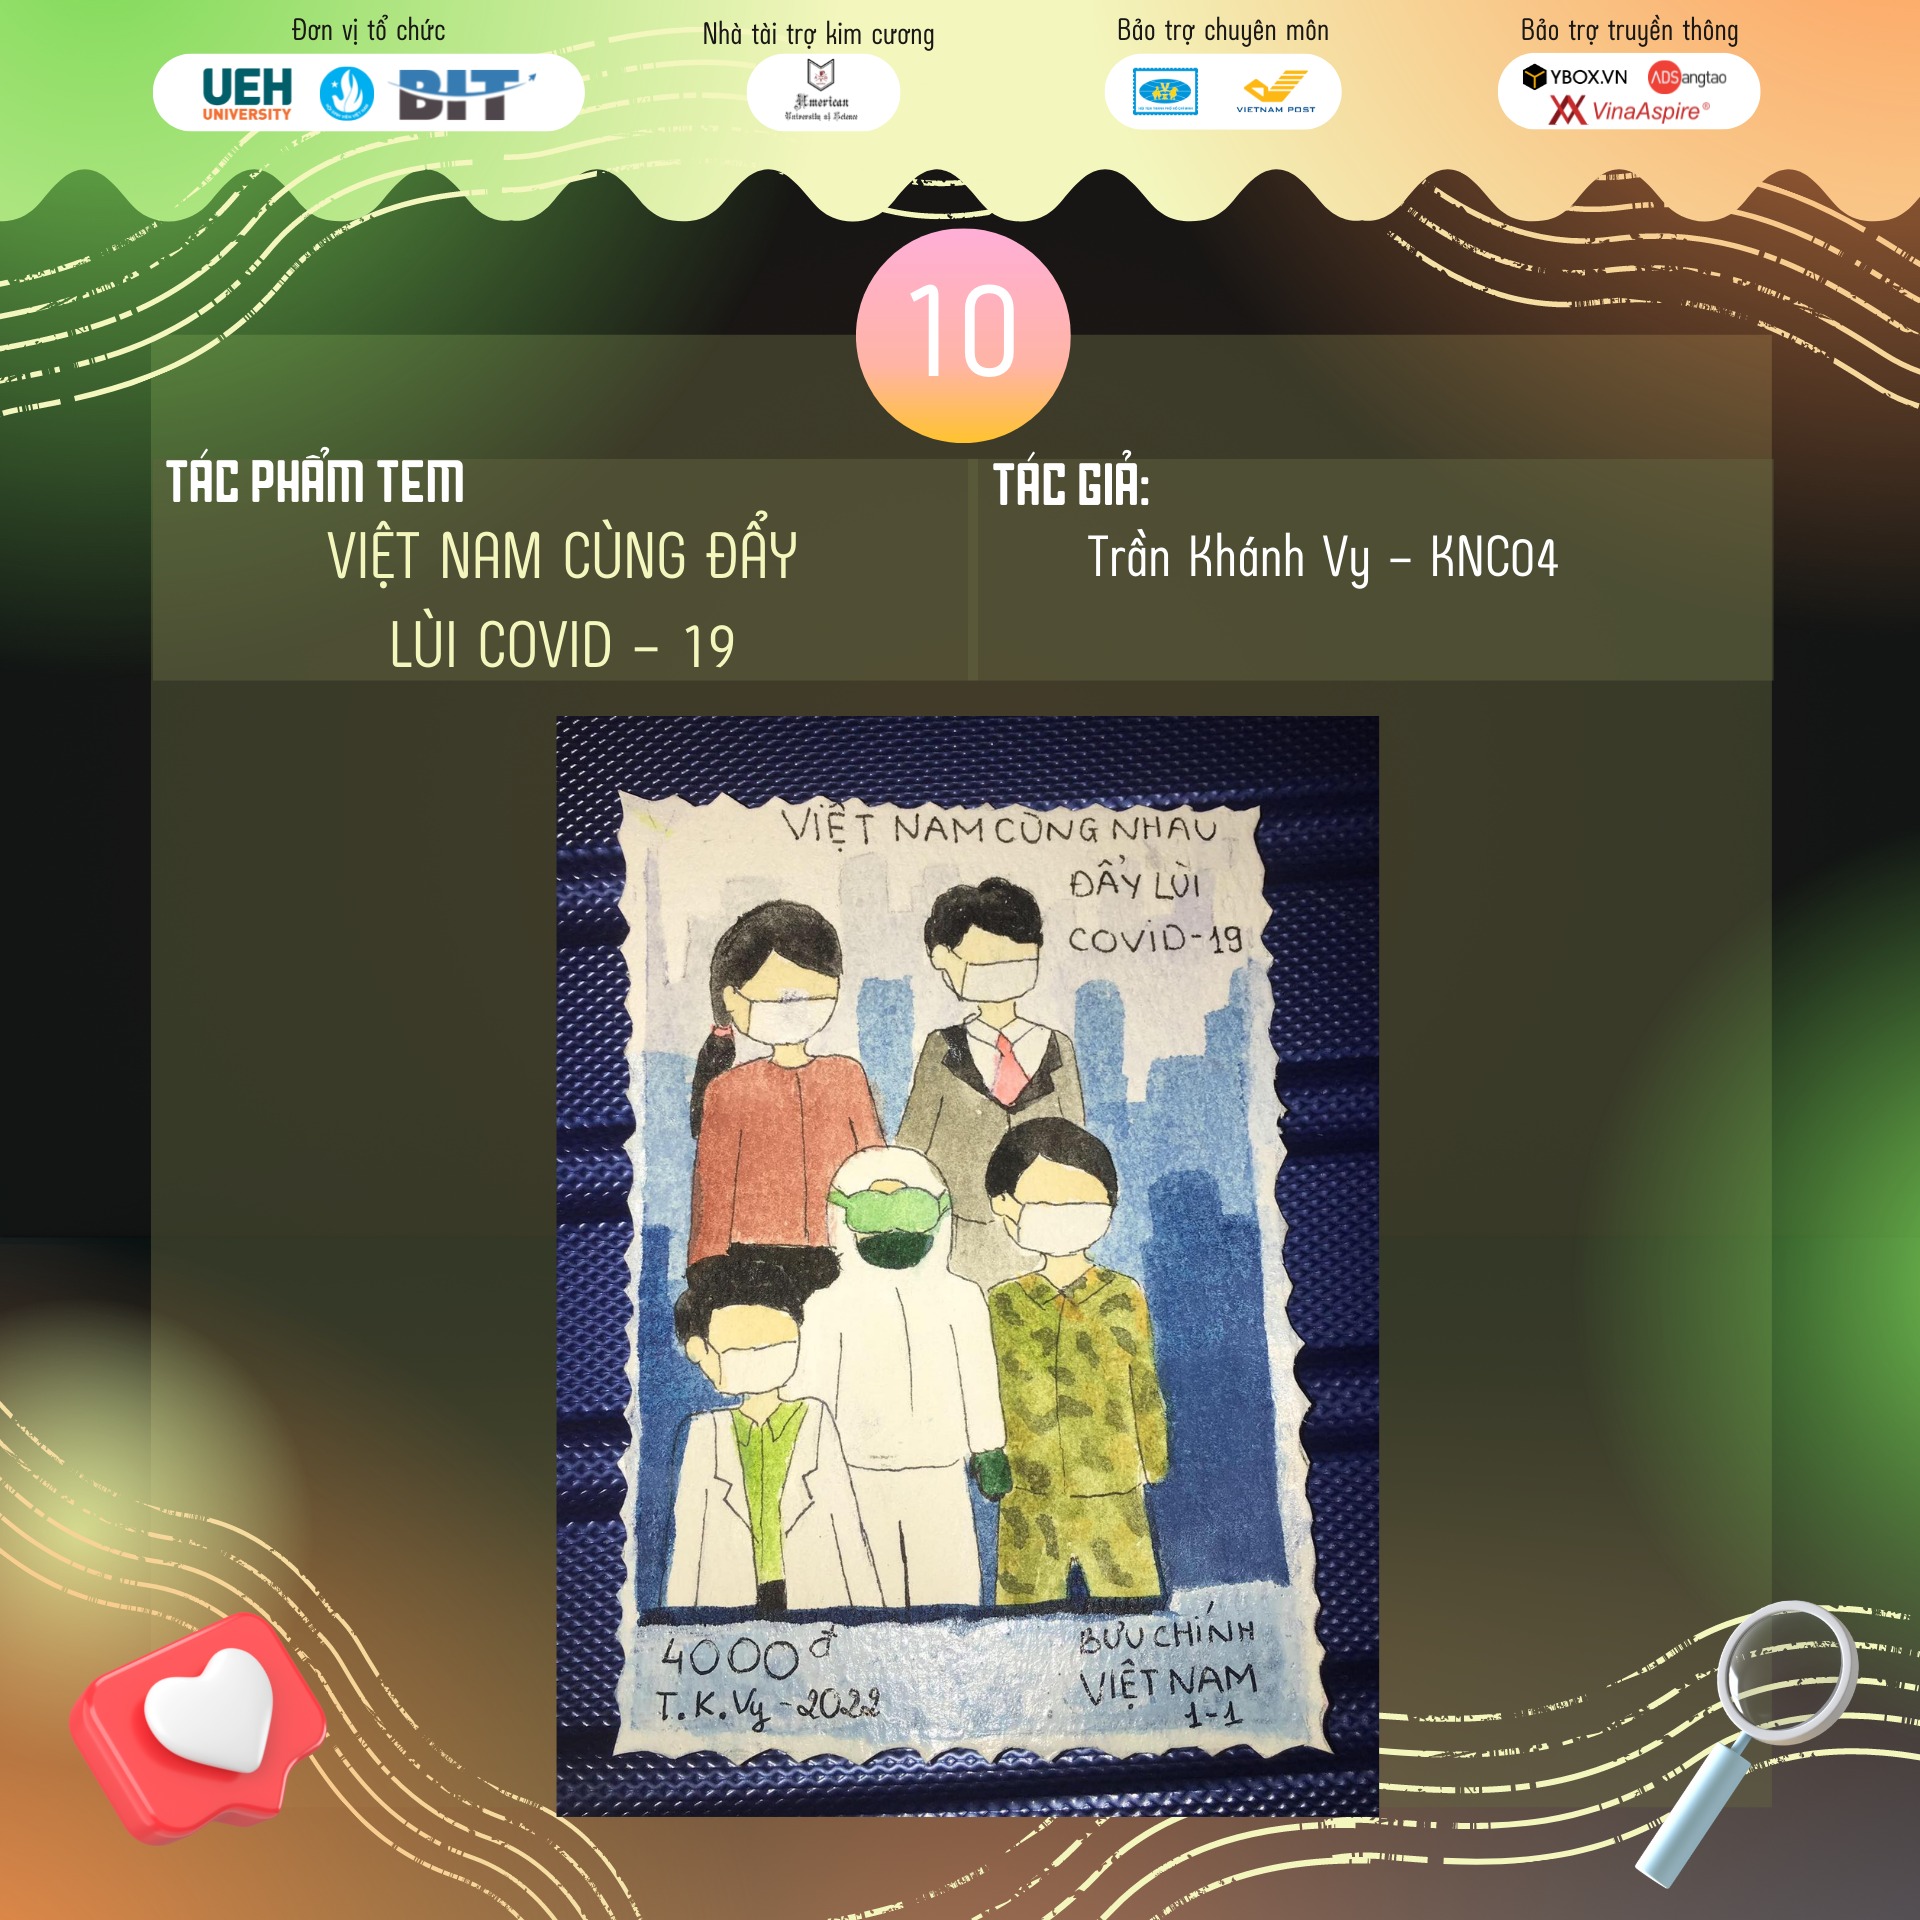 Đơn vị tổ chức
Nhà tài trợ kim cương
Bảo trợ chuyên môn
Bảo trợ truyền thông
UEH
UNIVERSITY
BIT
American
University of Science
VIETNAM POST
YBOX.VN
ADSangtao
VinaAspire®
10
TÁC PHẨM TEM
VIỆT NAM CÙNG ĐẨY
LÙI COVID – 19
TÁC GIẢ:
Trần Khánh Vy – KNC04
VIỆT NAM CÙNG NHAU
ĐẨY LÙI
COVID-19
4000đ
T.K.Vy - 2022
BƯU CHÍNH
VIỆT NAM
1-1